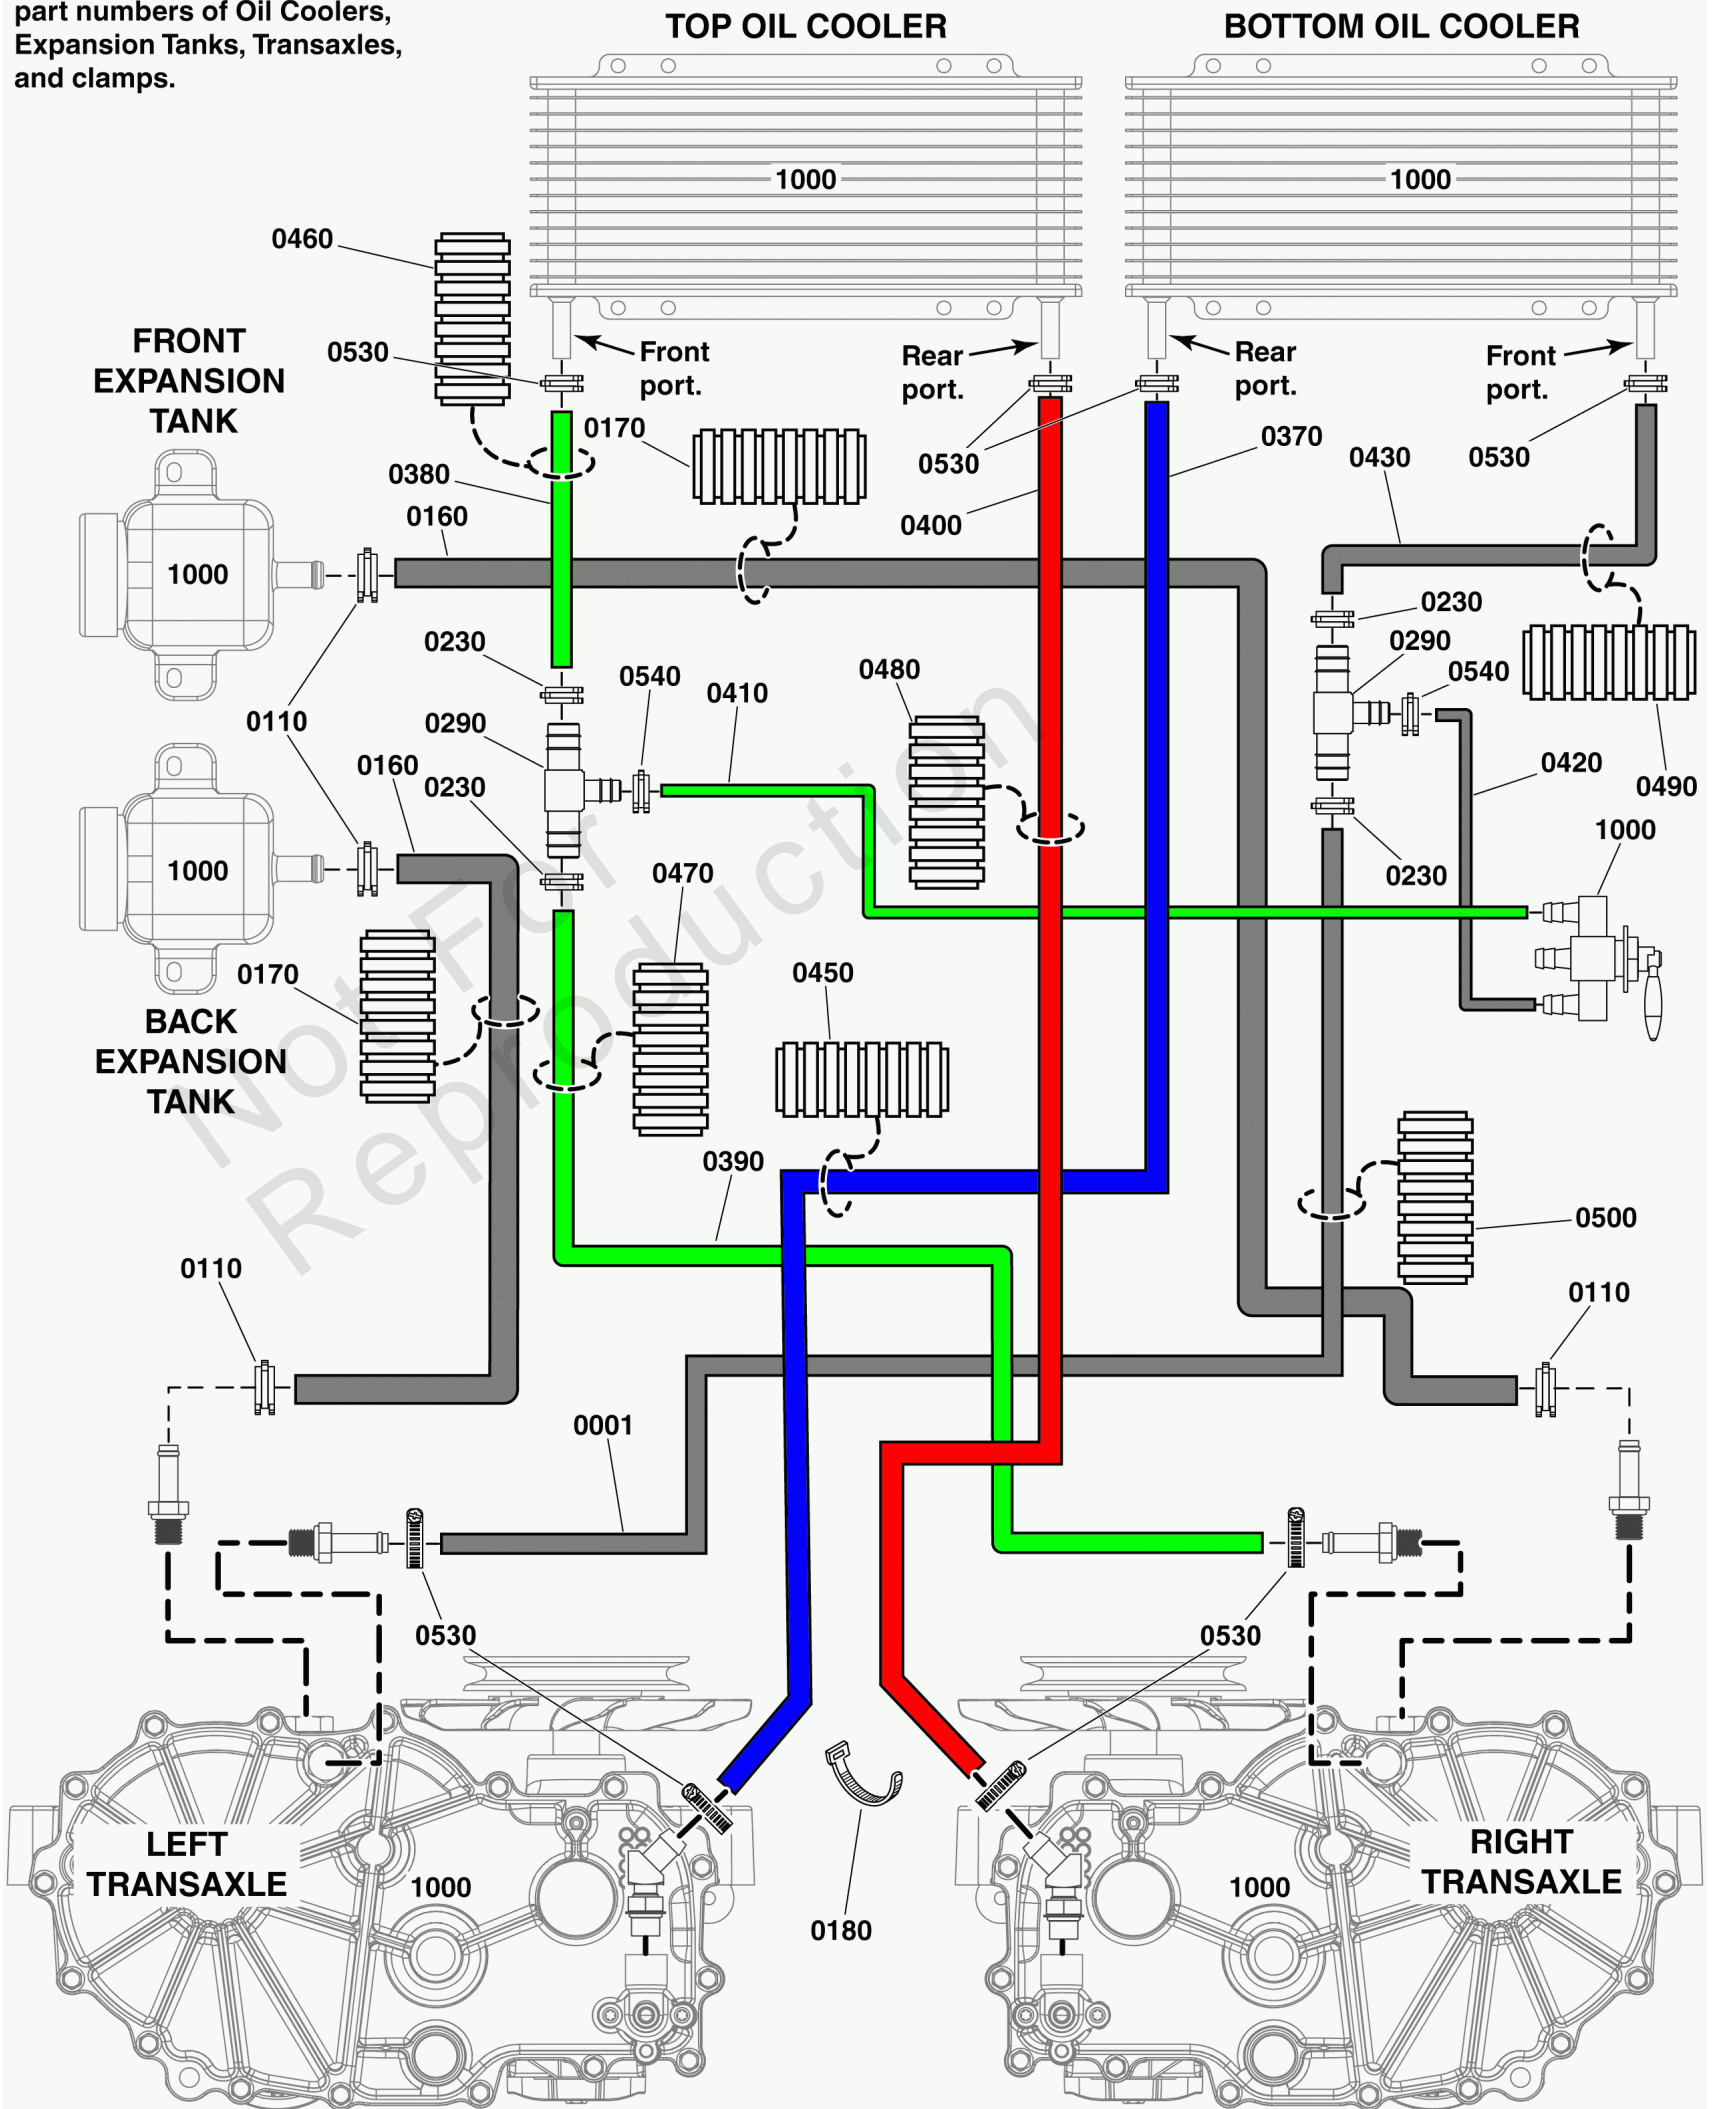 part numbers of Oil Coolers,
Expansion Tanks, Transaxles,
and clamps.
TOP OIL COOLER
BOTTOM OIL COOLER
1000
1000
0460
0530
Front
port.
Rear
port.
Rear
port.
Front
port.
FRONT
EXPANSION
TANK
0170
0380
0160
0530
0400
0370
0430
0530
1000
0230
0540
0410
0480
0230
0290
0540
0110
0290
0160
0230
0420
0490
1000
1000
0470
0230
0170
0450
BACK
EXPANSION
TANK
0390
0500
0110
0110
0001
0530
0530
LEFT
TRANSAXLE
1000
0180
1000
RIGHT
TRANSAXLE
Not For
Reproduction